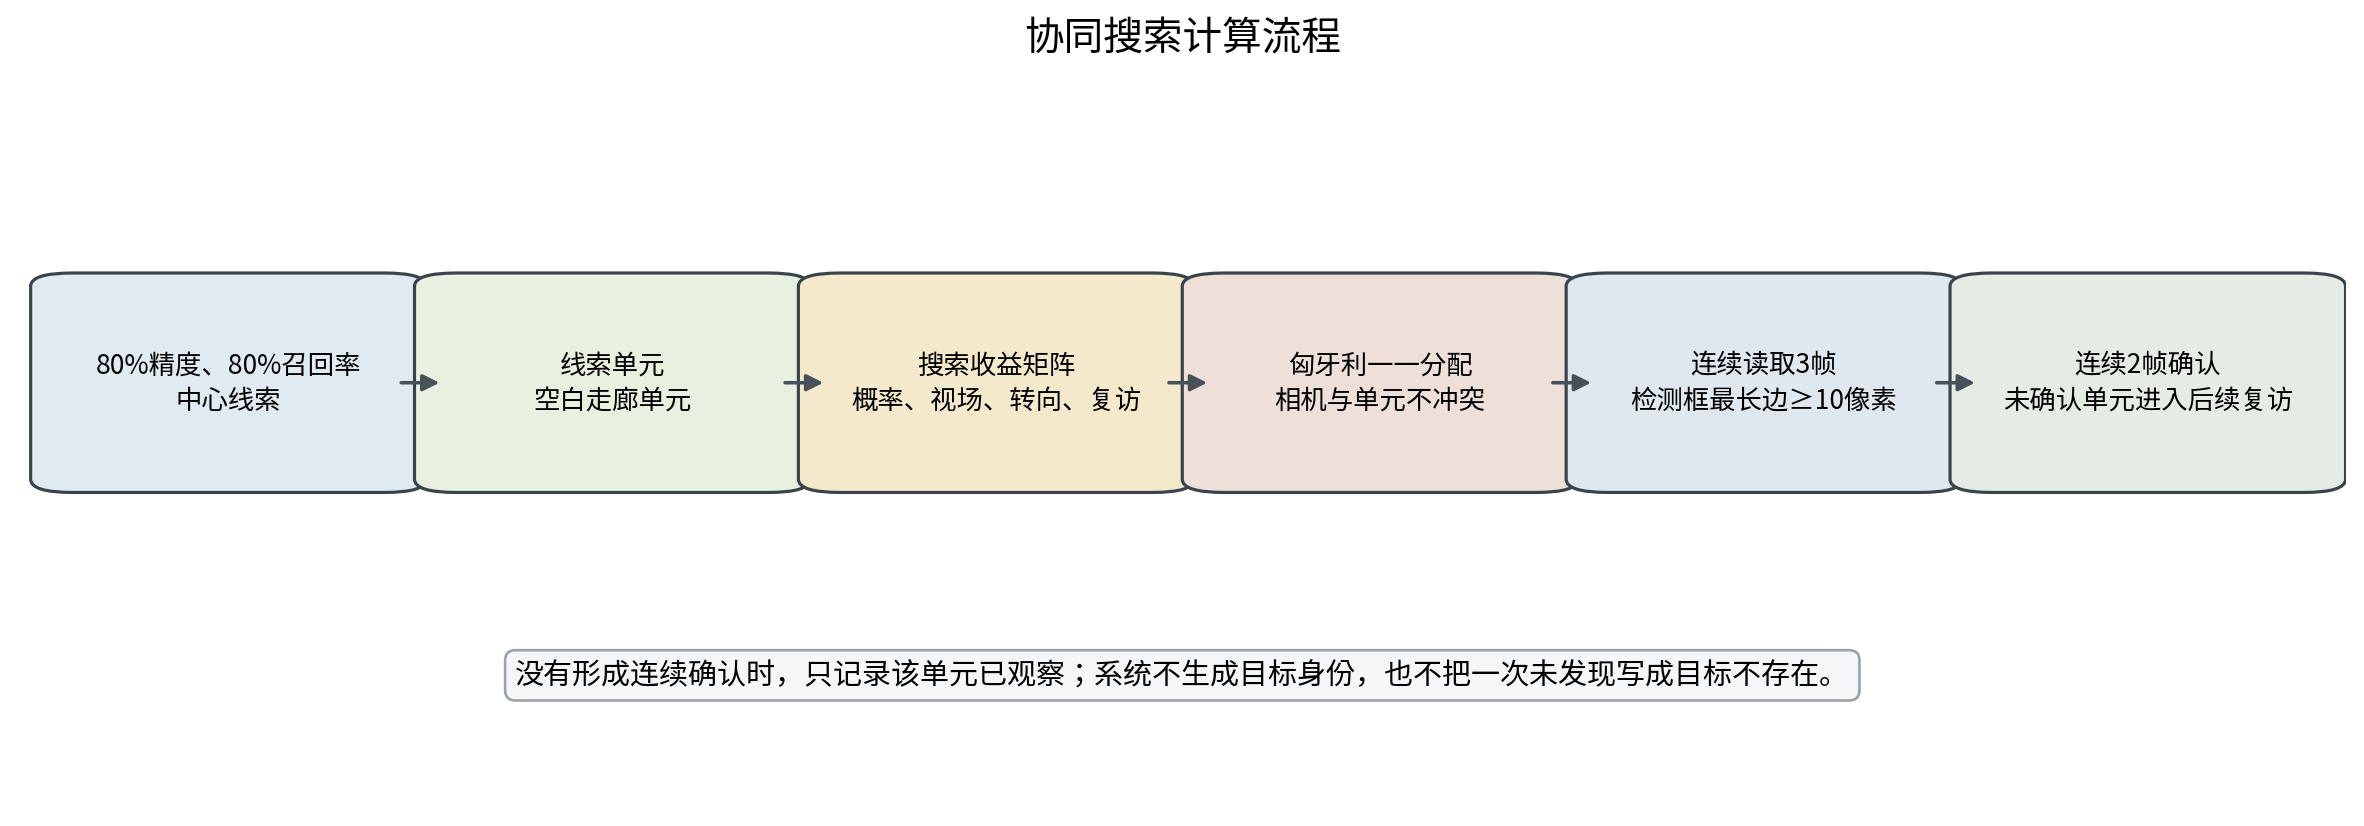 协同搜索计算流程
80%精度、80%召回率
中心线索
线索单元
空白走廊单元
搜索收益矩阵
概率、视场、转向、复访
匈牙利一一分配
相机与单元不冲突
连续读取3帧
检测框最长边≥10像素
连续2帧确认
未确认单元进入后续复访
没有形成连续确认时，只记录该单元已观察；系统不生成目标身份，也不把一次未发现写成目标不存在。